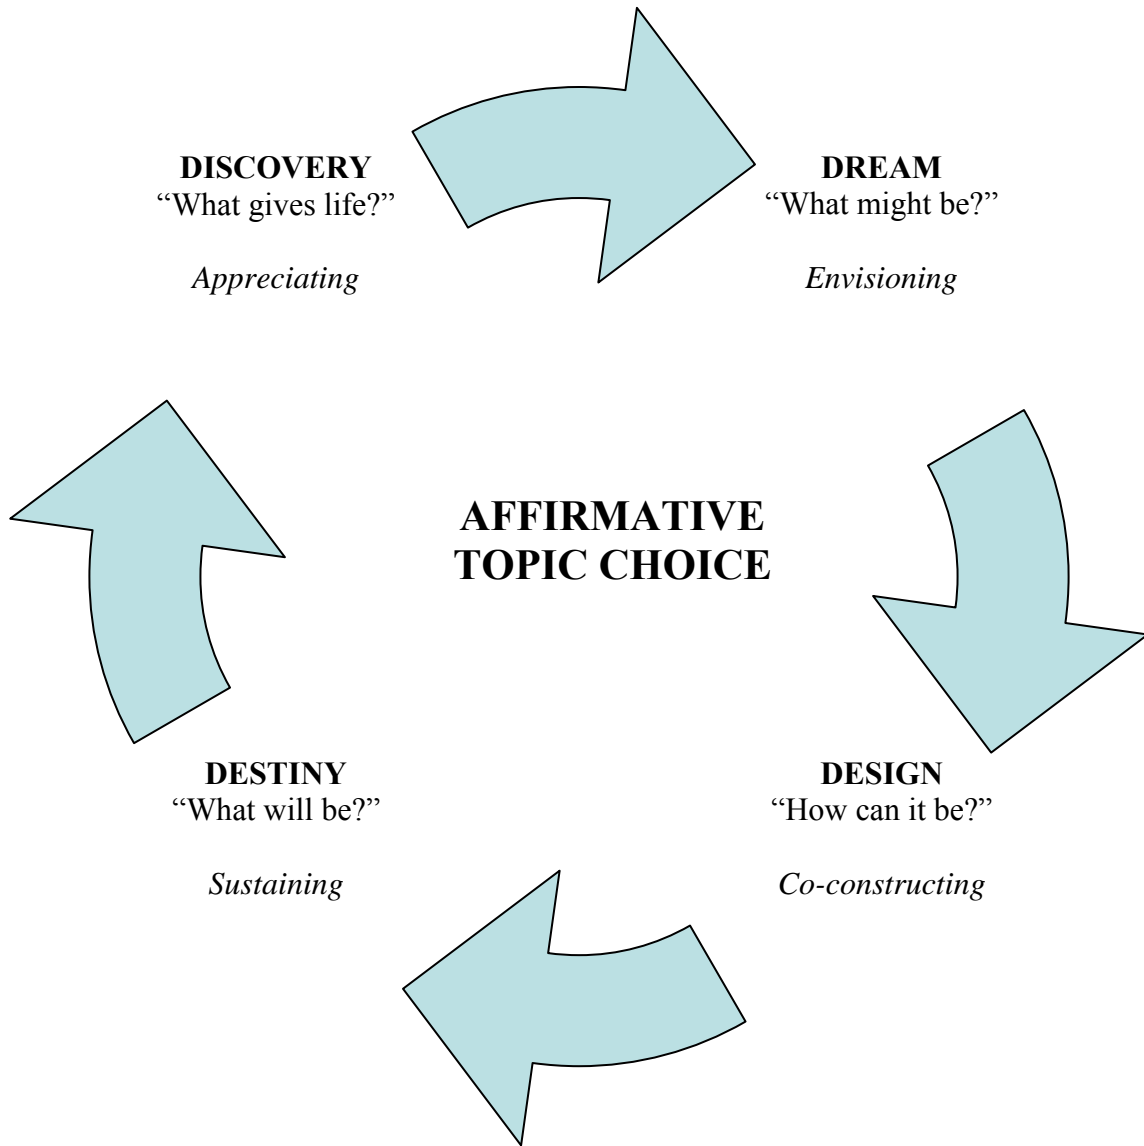 DISCOVERY
“What gives life?”
Appreciating
DREAM
“What might be?”
Envisioning
AFFIRMATIVE
TOPIC CHOICE
DESTINY
“What will be?”
Sustaining
DESIGN
“How can it be?”
Co-constructing